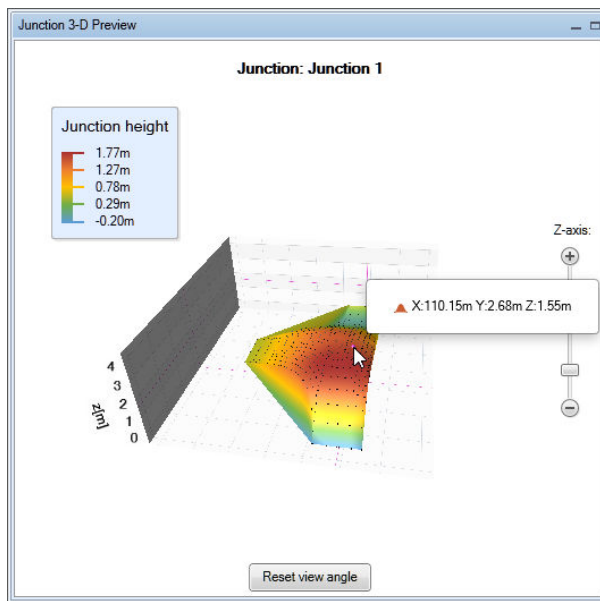 Junction 3-D Preview
Junction: Junction 1
Junction height
1.77m
1.27m
0.78m
0.29m
-0.20m
Z-axis:
X:110.15m Y:2.68m Z:1.55m
4
3
2
1
0
z[m]
Reset view angle